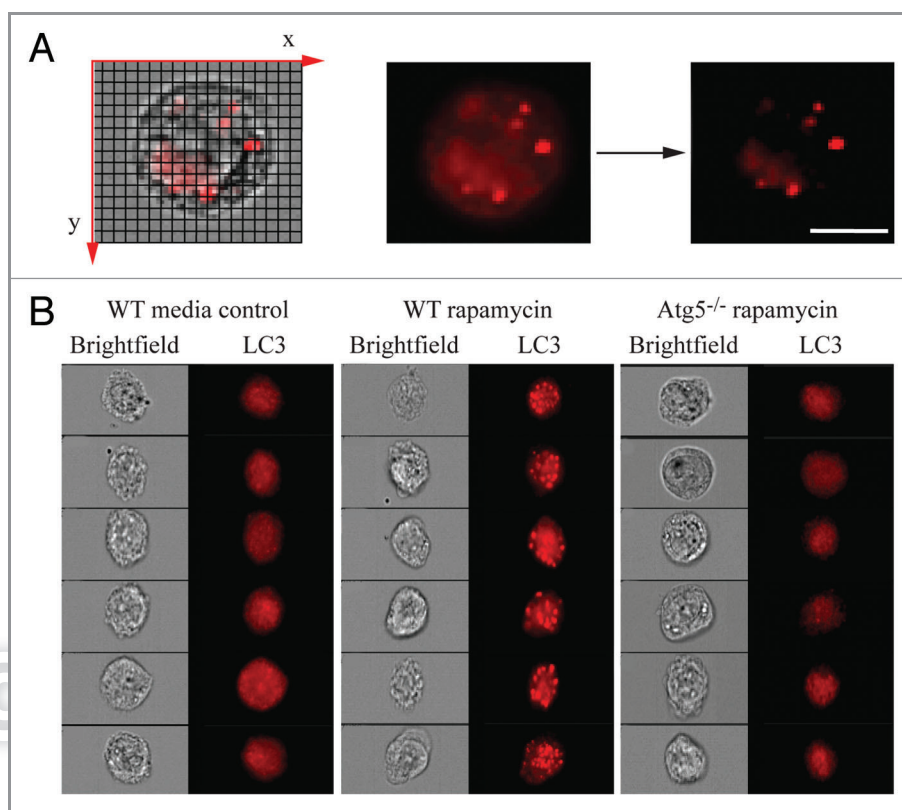 A
x
y
B
WT media control
Brightfield LC3
WT rapamycin
Brightfield LC3
Atg5-/- rapamycin
Brightfield LC3